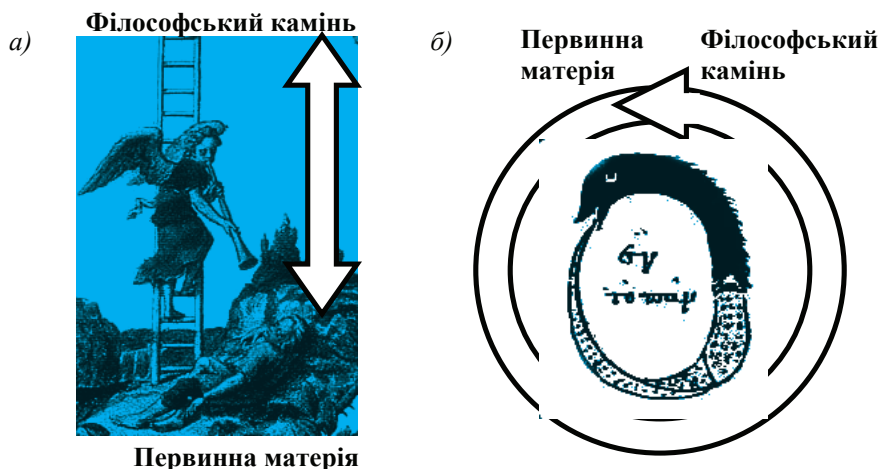 а)
Філософський камінь
Первинна матерія
б)
Первинна
матерія
Філософський
камінь